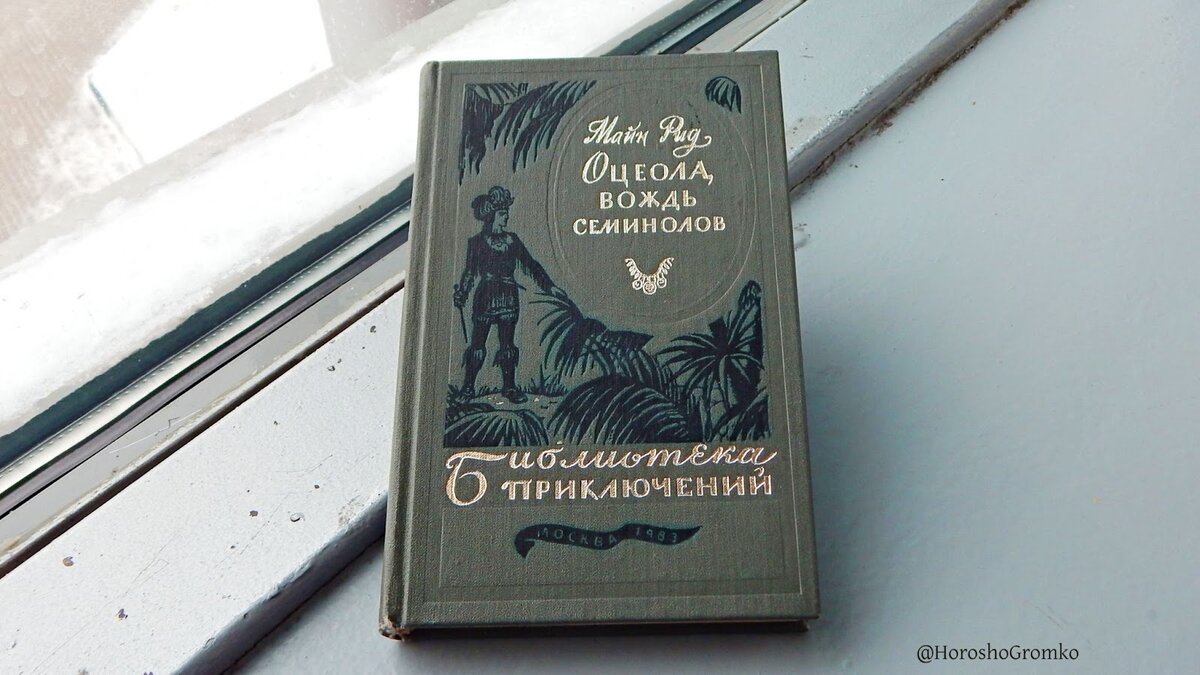 Майн Рид
Оцеола,
вождь
семинолов
Библиотека
приключений
МОСКВА 1983
@HoroshoGromko